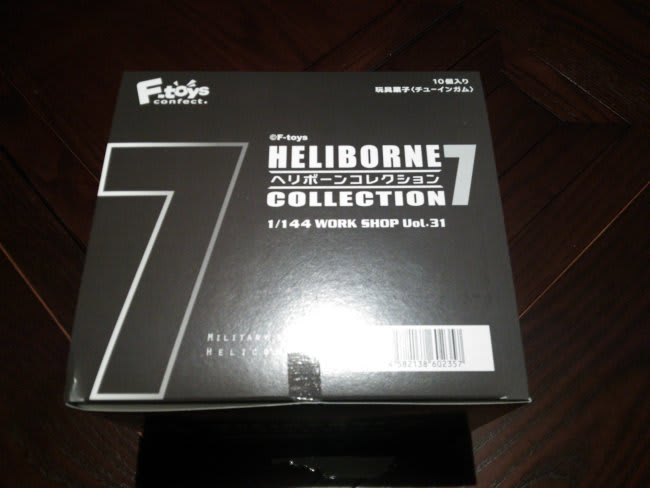 F-toys
confect.
10個入り
玩具菓子〈チューインガム〉
©F-toys
HELIBORNE 7
ヘリボーンコレクション
COLLECTION
1/144 WORK SHOP Vol.31
7
MILITARY
4582138602357